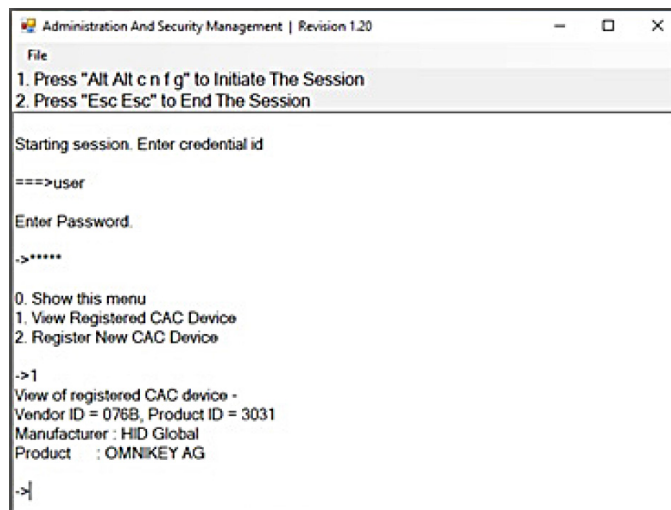 Administration And Security Management | Revision 1.20
File
1. Press "Alt Alt c n f g" to Initiate The Session
2. Press "Esc Esc" to End The Session
Starting session. Enter credential id
===>user
Enter Password.
->*****
0. Show this menu
1. View Registered CAC Device
2. Register New CAC Device
->1
View of registered CAC device -
Vendor ID = 076B, Product ID = 3031
Manufacturer : HID Global
Product : OMNIKEY AG
->